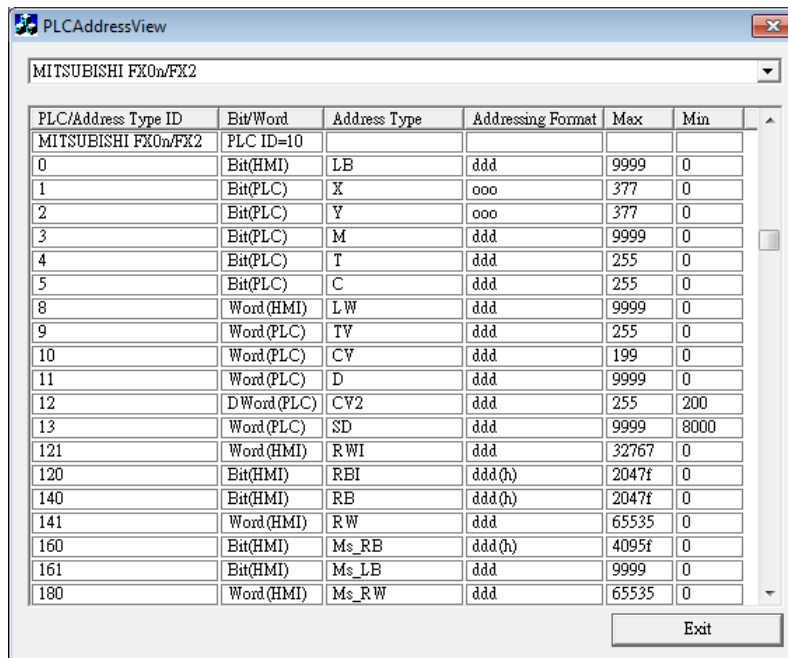 PLCAddressView
MITSUBISHI FX0n/FX2
PLC/Address Type ID Bit/Word Address Type Addressing Format Max Min
MITSUBISHI FX0n/FX2 PLC ID=10
0 Bit(HMI) LB ddd 9999 0
1 Bit(PLC) X ooo 377 0
2 Bit(PLC) Y ooo 377 0
3 Bit(PLC) M ddd 9999 0
4 Bit(PLC) T ddd 255 0
5 Bit(PLC) C ddd 255 0
8 Word(HMI) LW ddd 9999 0
9 Word(PLC) TV ddd 255 0
10 Word(PLC) CV ddd 199 0
11 Word(PLC) D ddd 9999 0
12 DWord(PLC) CV2 ddd 255 200
13 Word(PLC) SD ddd 9999 8000
121 Word(HMI) RWI ddd 32767 0
120 Bit(HMI) RBI ddd(h) 2047f 0
140 Bit(HMI) RB ddd(h) 2047f 0
141 Word(HMI) RW ddd 65535 0
160 Bit(HMI) Ms_RB ddd(h) 4095f 0
161 Bit(HMI) Ms_LB ddd 9999 0
180 Word(HMI) Ms_RW ddd 65535 0
Exit